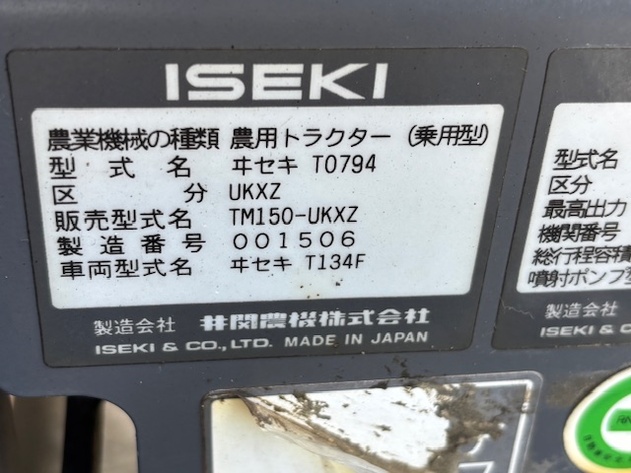 ISEKI
農業機械の種類 農用トラクター(乗用型)
型式名 ヰセキ T0794
区分 UKXZ
販売型式名 TM150-UKXZ
製造番号 001506
車両型式名 ヰセキ T134F
製造会社 井関農機株式会社
ISEKI & CO., LTD. MADE IN JAPAN
型式名
区分
最高出力
機関番号
総行程容積
噴射ポンプ
製造会社
ISEKI &